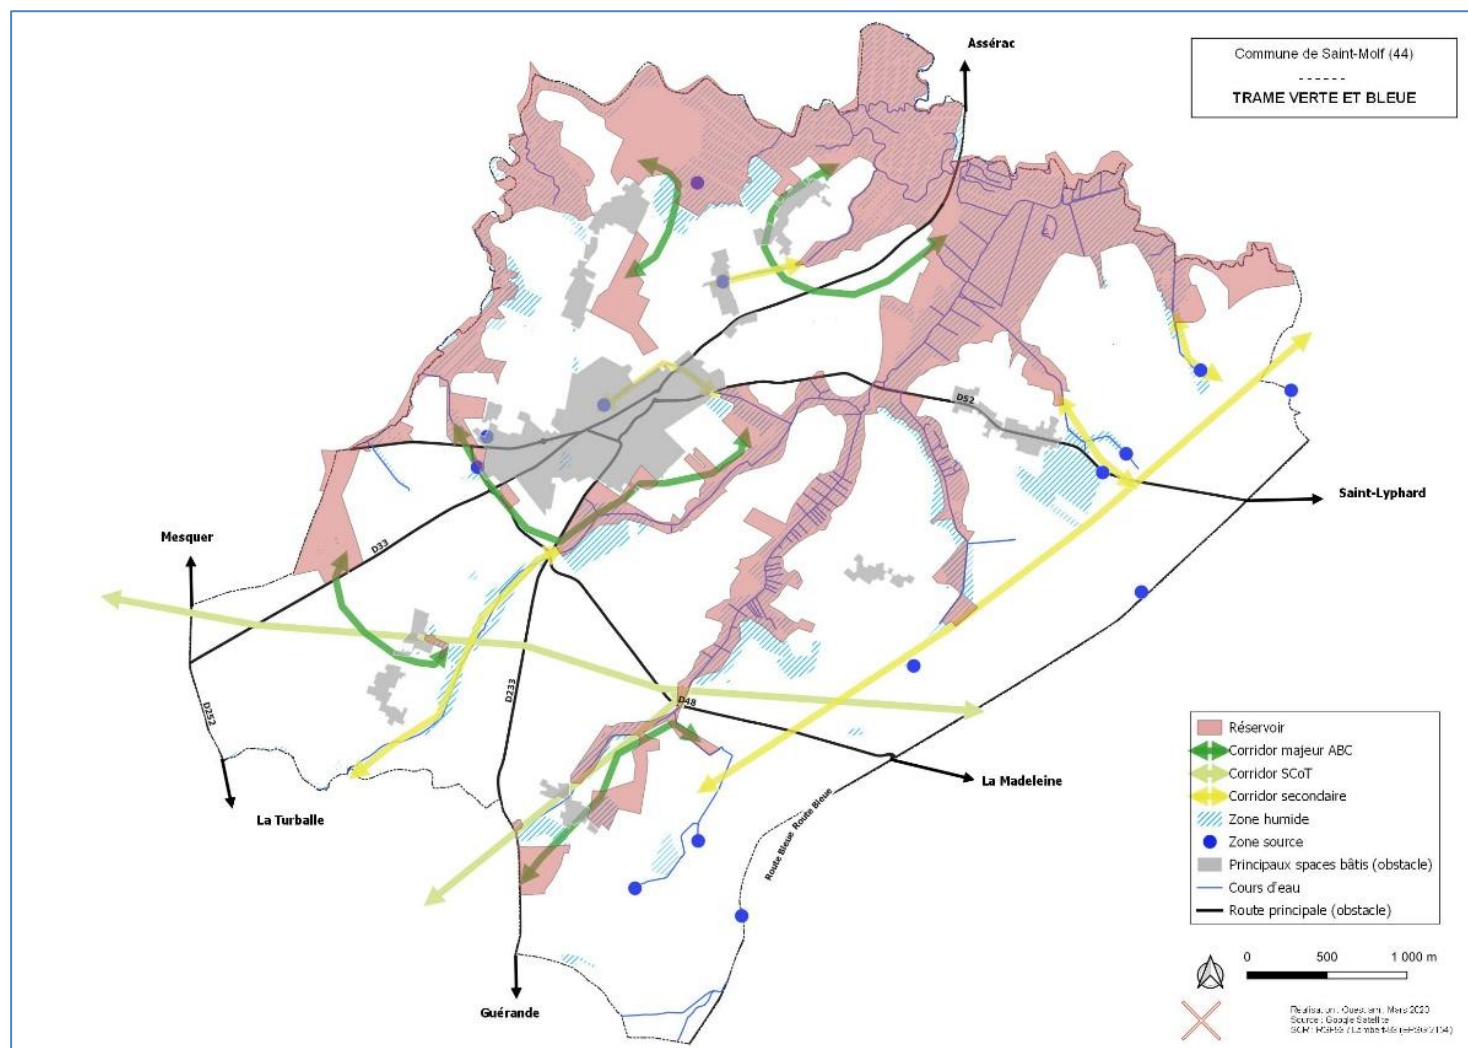 Commune de Saint-Molf (44)
------
TRAME VERTE ET BLEUE
Assérac
D52
Saint-Lyphard
Mesquer
D33
D252
D233
D48
La Turballe
La Madeleine
Route Bleue Route Bleue
Guérande
Réservoir
Corridor majeur ABC
Corridor SCoT
Corridor secondaire
Zone humide
Zone source
Principaux spaces bâtis (obstacle)
Cours d'eau
Route principale (obstacle)
0 500 1 000 m
Source : Google Satellite